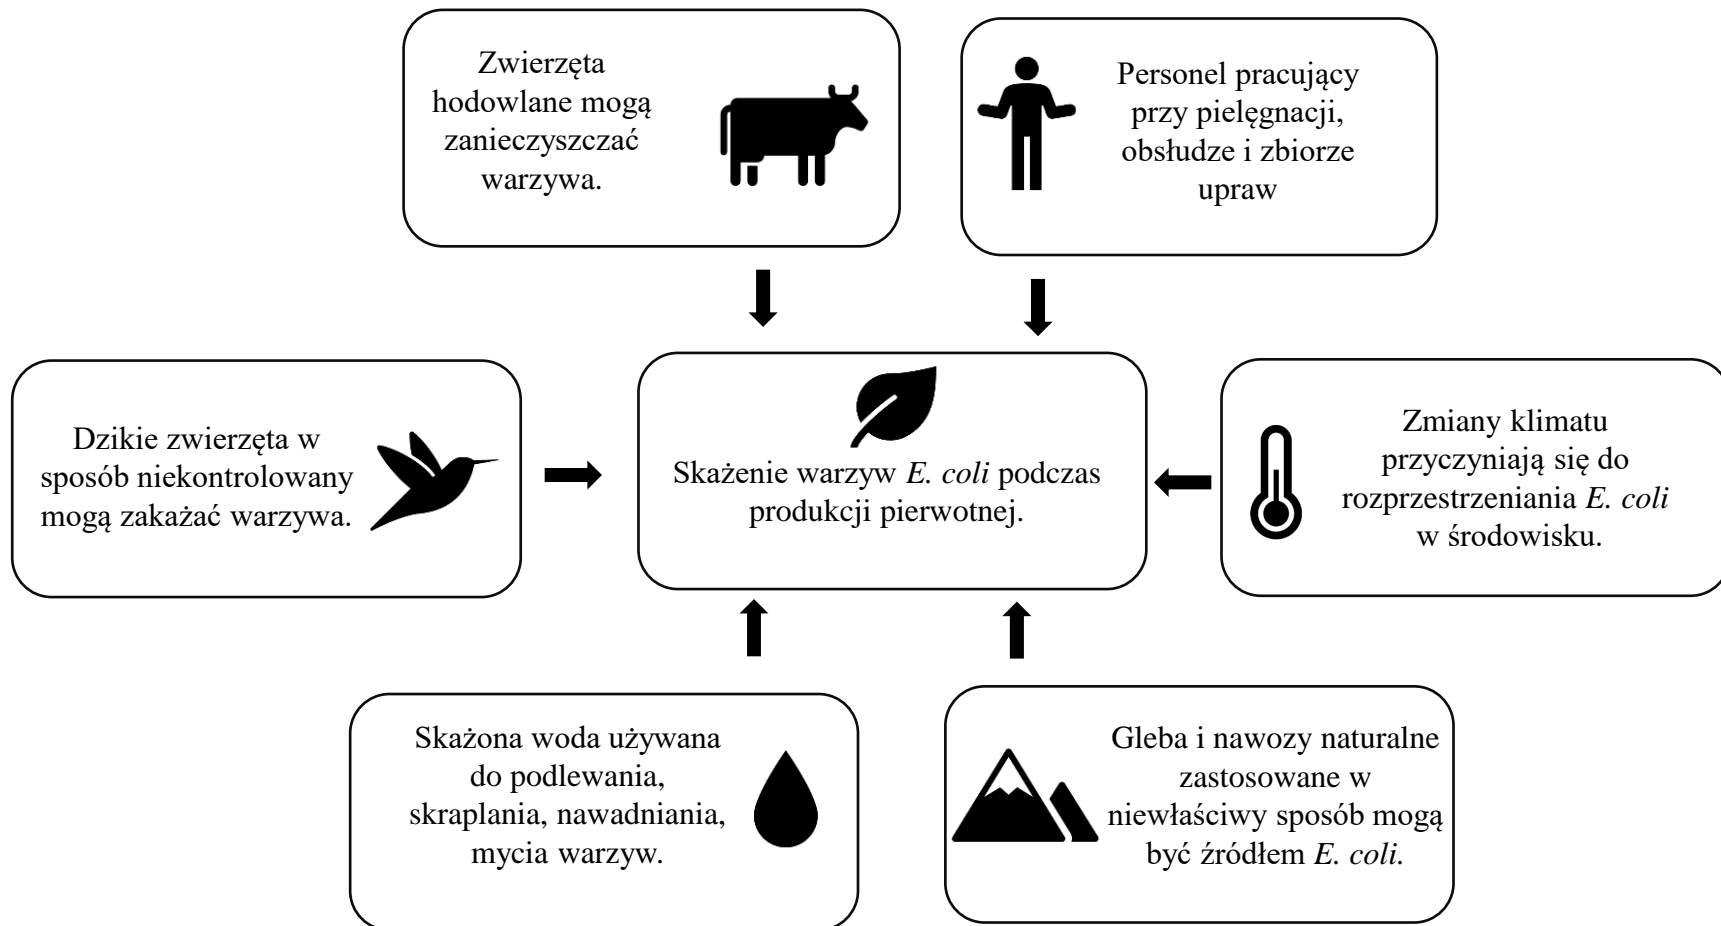 Zwierzęta
hodowlane mogą
zanieczyszczać
warzywa.
Personel pracujący
przy pielęgnacji,
obsłudze i zbiorze
upraw
Dzikie zwierzęta w
sposób niekontrolowany
mogą zakażać warzywa.
Skażenie warzyw E. coli podczas
produkcji pierwotnej.
Zmiany klimatu
przyczyniają się do
rozprzestrzeniania E. coli
w środowisku.
Skażona woda używana
do podlewania,
skraplania, nawadniania,
mycia warzyw.
Gleba i nawozy naturalne
zastosowane w
niewłaściwy sposób mogą
być źródłem E. coli.